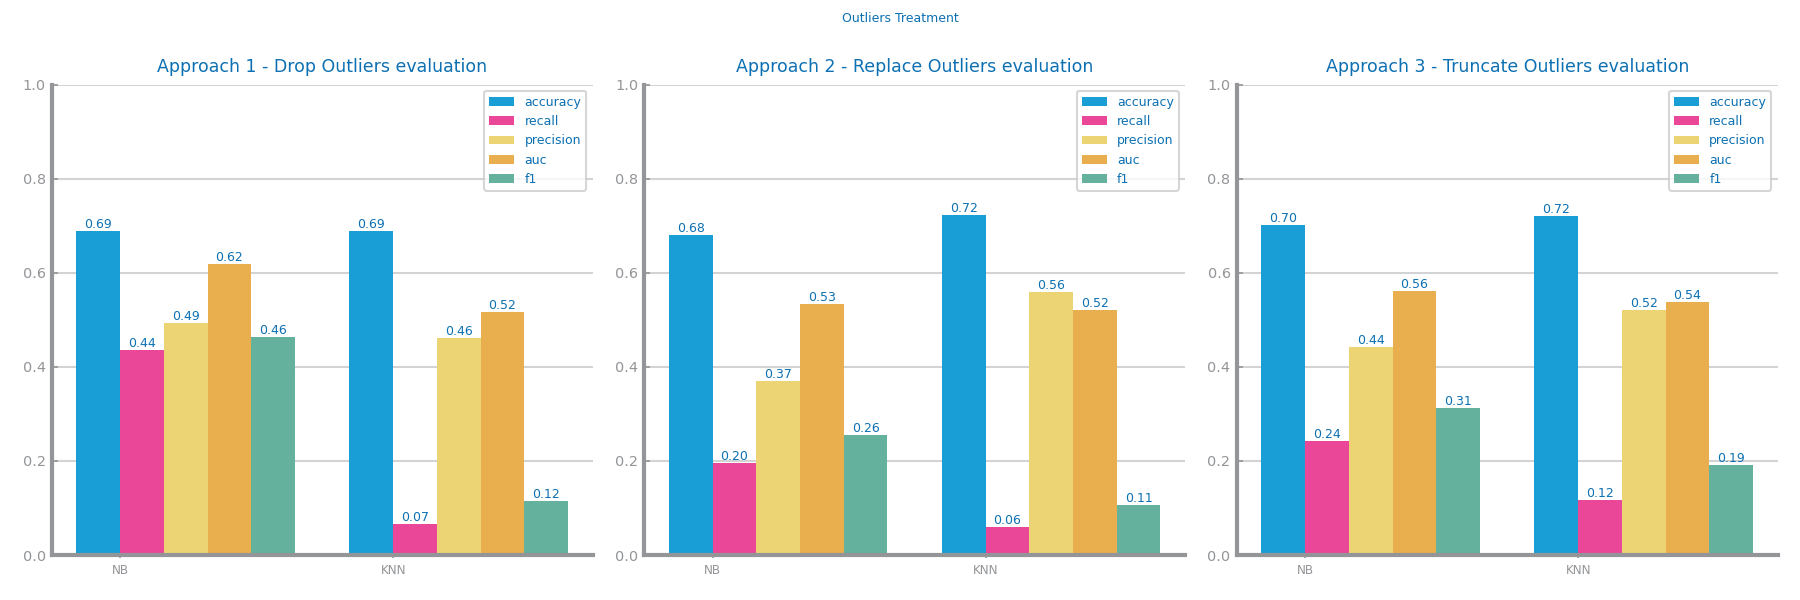 Outliers Treatment
Approach 1 - Drop Outliers evaluation
1.0
0.8
0.6
0.4
0.2
0.0
accuracy
recall
precision
auc
f1
0.69
0.44
0.49
0.62
0.46
0.69
0.07
0.46
0.52
0.12
NB
KNN
Approach 2 - Replace Outliers evaluation
1.0
0.8
0.6
0.4
0.2
0.0
accuracy
recall
precision
auc
f1
0.68
0.20
0.37
0.53
0.26
0.72
0.06
0.56
0.52
0.11
NB
KNN
Approach 3 - Truncate Outliers evaluation
1.0
0.8
0.6
0.4
0.2
0.0
accuracy
recall
precision
auc
f1
0.70
0.24
0.44
0.56
0.31
0.72
0.12
0.52
0.54
0.19
NB
KNN